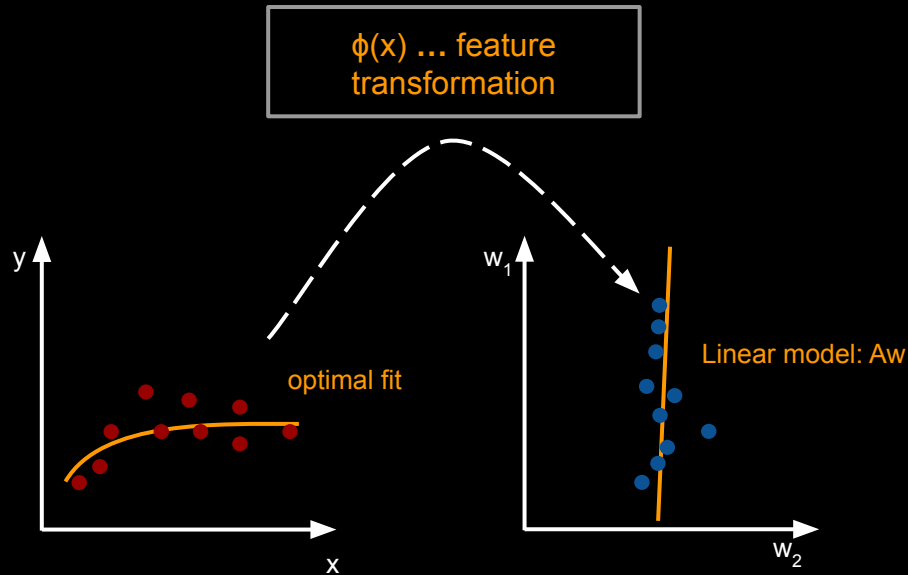 ϕ(x) ... feature
transformation
y
optimal fit
x
w₁
Linear model: Aw
w₂